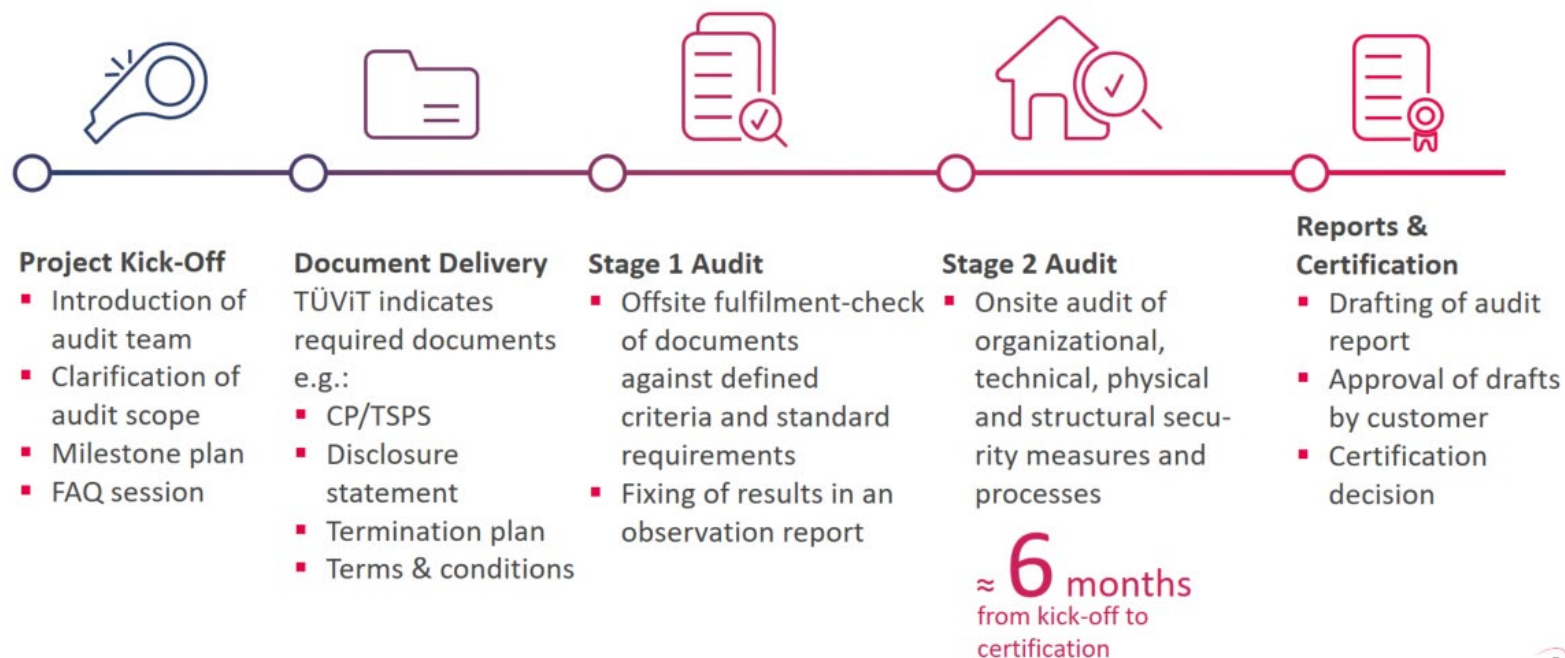 Project Kick-Off
▪ Introduction of
audit team
▪ Clarification of
audit scope
▪ Milestone plan
▪ FAQ session
Document Delivery
TÜViT indicates
required documents
e.g.:
▪ CP/TSPS
▪ Disclosure
statement
▪ Termination plan
▪ Terms & conditions
Stage 1 Audit
▪ Offsite fulfilment-check
of documents
against defined
criteria and standard
requirements
▪ Fixing of results in an
observation report
Stage 2 Audit
▪ Onsite audit of
organizational,
technical, physical
and structural secu-
rity measures and
processes
≈ 6 months
from kick-off to
certification
Reports &
Certification
▪ Drafting of audit
report
▪ Approval of drafts
by customer
▪ Certification
decision